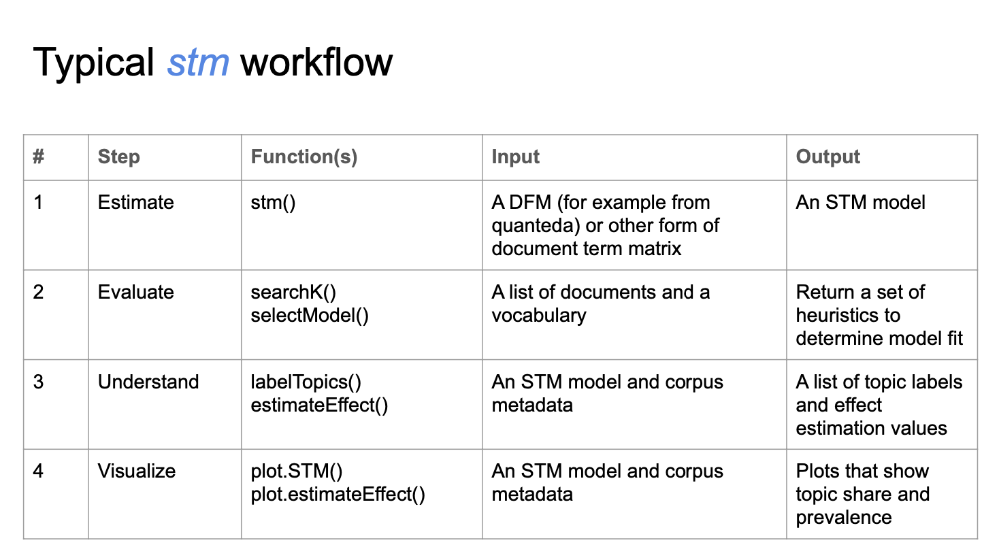 Typical stm workflow
# Step Function(s) Input Output
1 Estimate stm() A DFM (for example from An STM model
quanteda) or other form of
document term matrix
2 Evaluate searchK() A list of documents and a Return a set of
selectModel() vocabulary heuristics to
determine model fit
3 Understand labelTopics() An STM model and corpus A list of topic labels
estimateEffect() metadata and effect
estimation values
4 Visualize plot.STM() An STM model and corpus Plots that show
plot.estimateEffect() metadata topic share and
prevalence